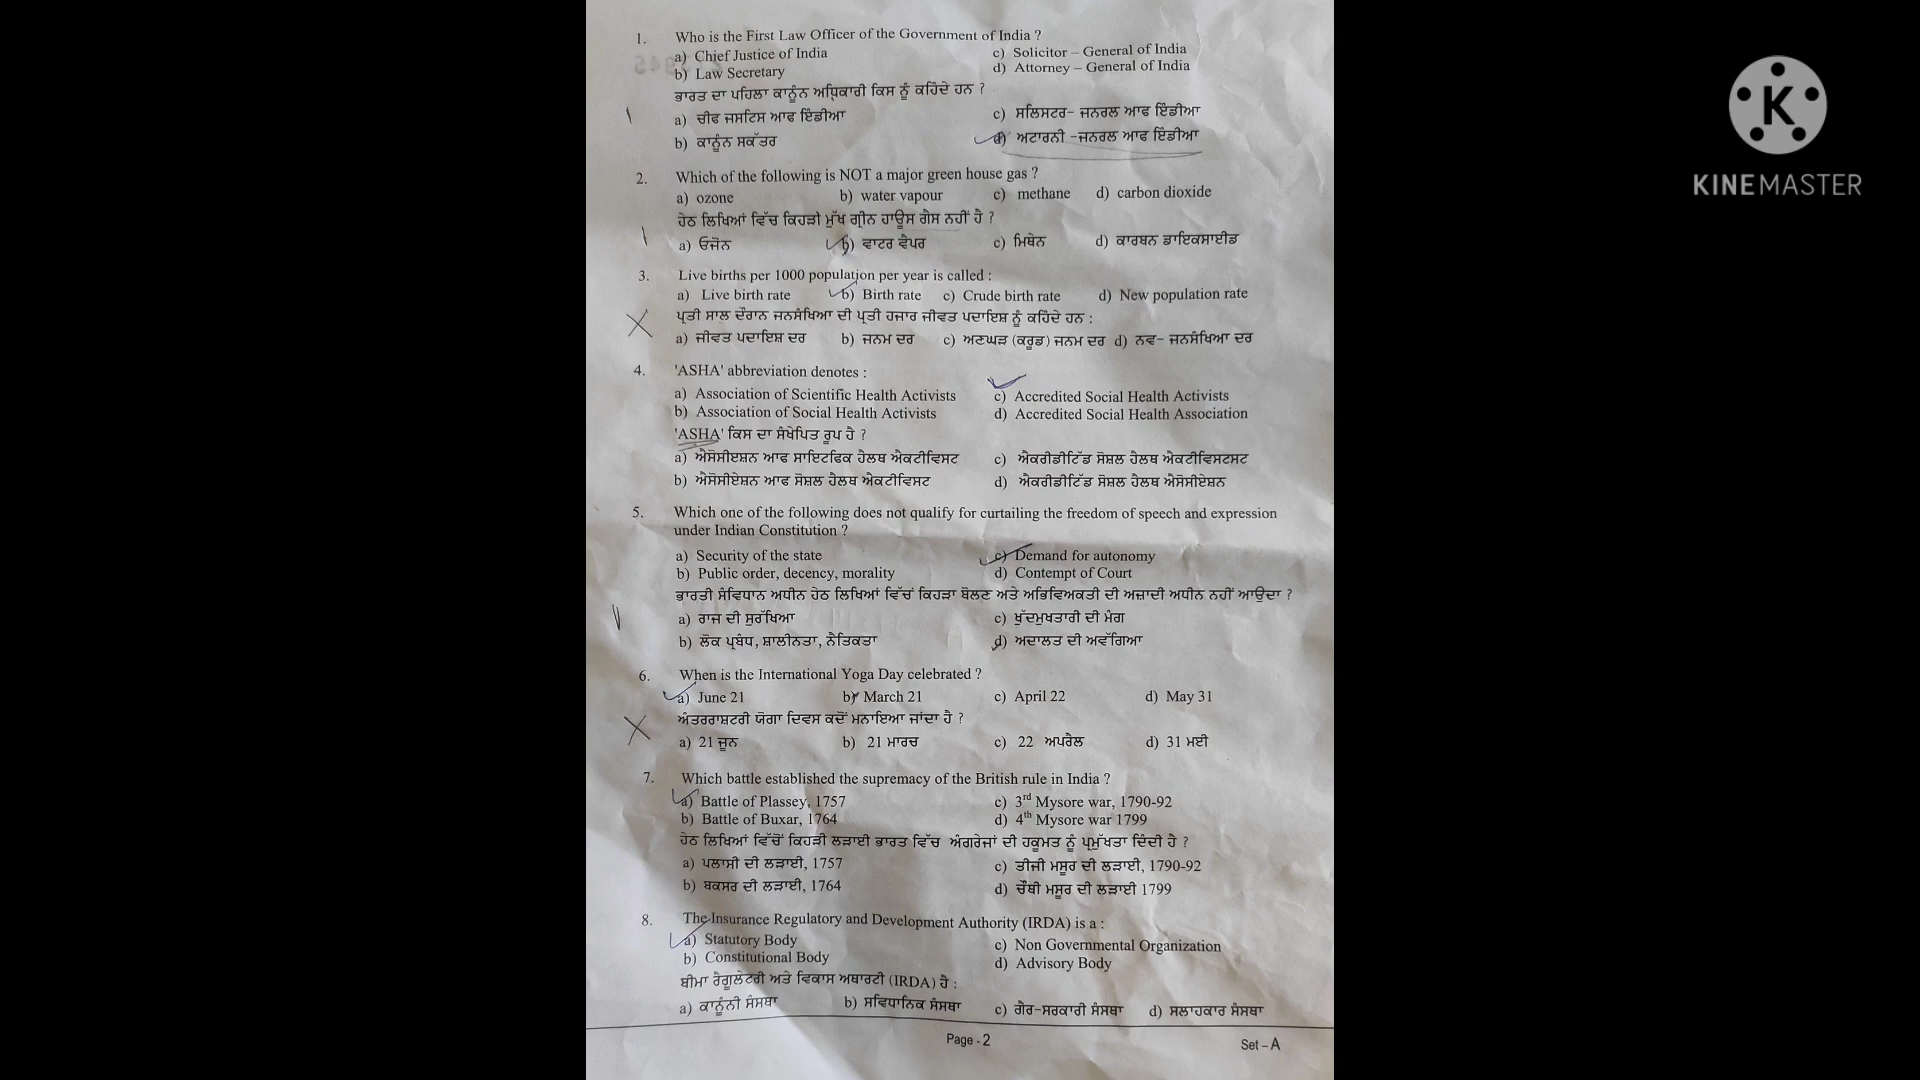 1. Who is the First Law Officer of the Government of India ?
a) Chief Justice of India c) Solicitor – General of India
b) Law Secretary d) Attorney – General of India
ਭਾਰਤ ਦਾ ਪਹਿਲਾ ਕਾਨੂੰਨ ਅਧਿਕਾਰੀ ਕਿਸ ਨੂੰ ਕਹਿੰਦੇ ਹਨ ?
a) ਚੀਫ ਜਸਟਿਸ ਆਫ ਇੰਡੀਆ c) ਸਲਿਸਟਰ- ਜਨਰਲ ਆਫ ਇੰਡੀਆ
b) ਕਾਨੂੰਨ ਸਕੱਤਰ d) ਅਟਾਰਨੀ -ਜਨਰਲ ਆਫ ਇੰਡੀਆ
2. Which of the following is NOT a major green house gas ?
a) ozone b) water vapour c) methane d) carbon dioxide
ਹੇਠ ਲਿਖਿਆਂ ਵਿੱਚ ਕਿਹੜੀ ਮੁੱਖ ਗ੍ਰੀਨ ਹਾਊਸ ਗੈਸ ਨਹੀਂ ਹੈ ?
a) ਓਜੋਨ b) ਵਾਟਰ ਵੈਪਰ c) ਮਿਥੇਨ d) ਕਾਰਬਨ ਡਾਇਕਸਾਈਡ
3. Live births per 1000 population per year is called :
a) Live birth rate b) Birth rate c) Crude birth rate d) New population rate
ਪ੍ਰਤੀ ਸਾਲ ਦੌਰਾਨ ਜਨਸੰਖਿਆ ਦੀ ਪ੍ਰਤੀ ਹਜਾਰ ਜੀਵਤ ਪਦਾਇਸ਼ ਨੂੰ ਕਹਿੰਦੇ ਹਨ :
a) ਜੀਵਤ ਪਦਾਇਸ਼ ਦਰ b) ਜਨਮ ਦਰ c) ਅਣਘੜ (ਕਰੂਡ) ਜਨਮ ਦਰ d) ਨਵ- ਜਨਸੰਖਿਆ ਦਰ
4. 'ASHA' abbreviation denotes :
a) Association of Scientific Health Activists c) Accredited Social Health Activists
b) Association of Social Health Activists d) Accredited Social Health Association
'ASHA' ਕਿਸ ਦਾ ਸੰਖੇਪਿਤ ਰੂਪ ਹੈ ?
a) ਐਸੋਸੀਏਸ਼ਨ ਆਫ ਸਾਇਟਫਿਕ ਹੈਲਥ ਐਕਟੀਵਿਸਟ c) ਐਕਰੀਡੀਟਿੱਡ ਸੋਸ਼ਲ ਹੈਲਥ ਐਕਟੀਵਿਸਟਸਟ
b) ਐਸੋਸੀਏਸ਼ਨ ਆਫ ਸੋਸ਼ਲ ਹੈਲਥ ਐਕਟੀਵਿਸਟ d) ਐਕਰੀਡੀਟਿੱਡ ਸੋਸ਼ਲ ਹੈਲਥ ਐਸੋਸੀਏਸ਼ਨ
5. Which one of the following does not qualify for curtailing the freedom of speech and expression
under Indian Constitution ?
a) Security of the state c) Demand for autonomy
b) Public order, decency, morality d) Contempt of Court
ਭਾਰਤੀ ਸੰਵਿਧਾਨ ਅਧੀਨ ਹੇਠ ਲਿਖਿਆਂ ਵਿੱਚੋਂ ਕਿਹੜਾ ਬੋਲਣ ਅਤੇ ਅਭਿਵਿਅਕਤੀ ਦੀ ਅਜ਼ਾਦੀ ਅਧੀਨ ਨਹੀਂ ਆਉਂਦਾ ?
a) ਰਾਜ ਦੀ ਸੁਰੱਖਿਆ c) ਖੁੱਦਮੁਖਤਾਰੀ ਦੀ ਮੰਗ
b) ਲੋਕ ਪ੍ਰਬੰਧ, ਸ਼ਾਲੀਨਤਾ, ਨੈਤਿਕਤਾ d) ਅਦਾਲਤ ਦੀ ਅਵੱਗਿਆ
6. When is the International Yoga Day celebrated ?
a) June 21 b) March 21 c) April 22 d) May 31
ਅੰਤਰਰਾਸ਼ਟਰੀ ਯੋਗਾ ਦਿਵਸ ਕਦੋਂ ਮਨਾਇਆ ਜਾਂਦਾ ਹੈ ?
a) 21 ਜੂਨ b) 21 ਮਾਰਚ c) 22 ਅਪਰੈਲ d) 31 ਮਈ
7. Which battle established the supremacy of the British rule in India ?
a) Battle of Plassey, 1757 c) 3rd Mysore war, 1790-92
b) Battle of Buxar, 1764 d) 4th Mysore war 1799
ਹੇਠ ਲਿਖਿਆਂ ਵਿੱਚੋਂ ਕਿਹੜੀ ਲੜਾਈ ਭਾਰਤ ਵਿੱਚ ਅੰਗਰੇਜਾਂ ਦੀ ਹਕੂਮਤ ਨੂੰ ਪ੍ਰਮੁੱਖਤਾ ਦਿੰਦੀ ਹੈ ?
a) ਪਲਾਸੀ ਦੀ ਲੜਾਈ, 1757 c) ਤੀਜੀ ਮਸੂਰ ਦੀ ਲੜਾਈ, 1790-92
b) ਬਕਸਰ ਦੀ ਲੜਾਈ, 1764 d) ਚੌਥੀ ਮਸੂਰ ਦੀ ਲੜਾਈ 1799
8. The Insurance Regulatory and Development Authority (IRDA) is a :
a) Statutory Body c) Non Governmental Organization
b) Constitutional Body d) Advisory Body
ਬੀਮਾ ਰੈਗੂਲੇਟਰੀ ਅਤੇ ਵਿਕਾਸ ਅਥਾਰਟੀ (IRDA) ਹੈ :
a) ਕਾਨੂੰਨੀ ਸੰਸਥਾ b) ਸਵਿਧਾਨਿਕ ਸੰਸਥਾ c) ਗੈਰ-ਸਰਕਾਰੀ ਸੰਸਥਾ d) ਸਲਾਹਕਾਰ ਸੰਸਥਾ
Page - 2
Set – A
K
KINEMASTER